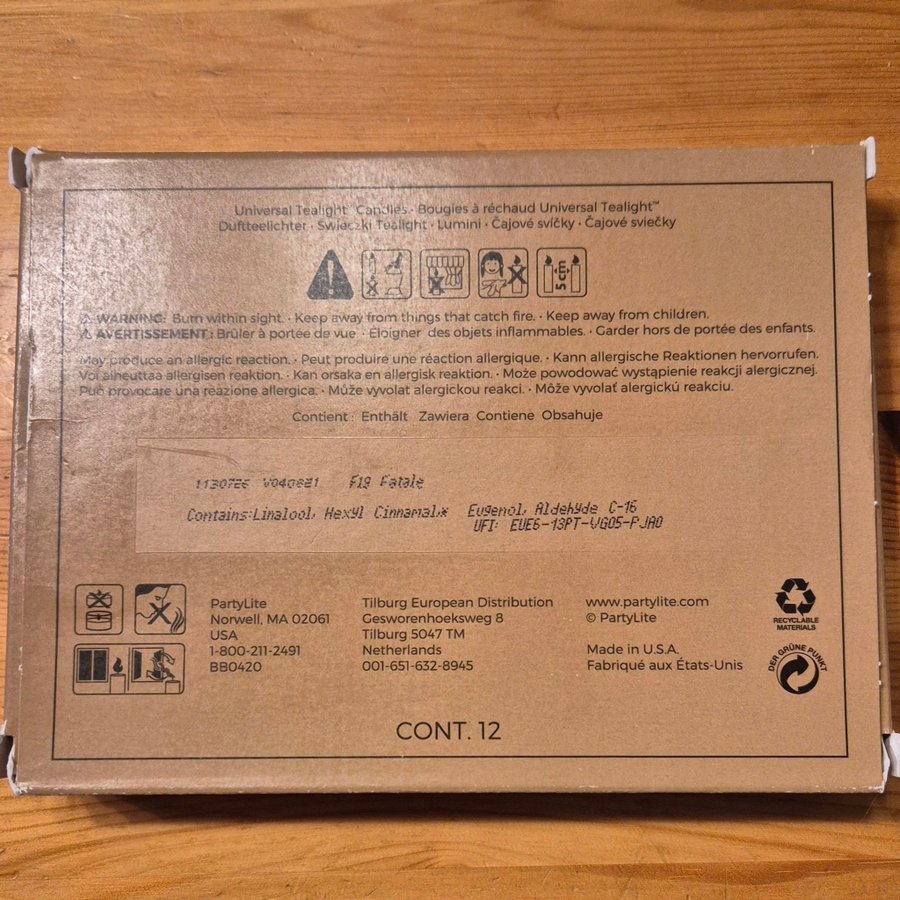 Universal Tealight™ Candles · Bougies à réchaud Universal Tealight™
Duftteelichter · Świeczki Tealight · Lumini · Čajové svíčky · Čajové sviečky
5 cm
WARNING: Burn within sight. · Keep away from things that catch fire. · Keep away from children.
AVERTISSEMENT : Brûler à portée de vue · Éloigner des objets inflammables. · Garder hors de portée des enfants.
May produce an allergic reaction. · Peut produire une réaction allergique. · Kann allergische Reaktionen hervorrufen.
Voi aiheuttaa allergisen reaktion. · Kan orsaka en allergisk reaktion. · Może powodować wystąpienie reakcji alergicznej.
Può provocare una reazione allergica. · Může vyvolat alergickou reakci. · Môže vyvolať alergickú reakciu.
Contient : Enthält Zawiera Contiene Obsahuje
V040621 Fig Fatale
Contains:Linalool, Hexyl Cinnamal,* Eugenol, Aldehyde C-16
UFI: EUE6-13PT-VG05-PJA0
PartyLite
Norwell, MA 02061
USA
1-800-211-2491
BB0420
Tilburg European Distribution
Gesworenhoeksweg 8
Tilburg 5047 TM
Netherlands
001-651-632-8945
www.partylite.com
© PartyLite
Made in U.S.A.
Fabriqué aux États-Unis
RECYCLABLE
MATERIALS
DER GRÜNE PUNKT
CONT. 12